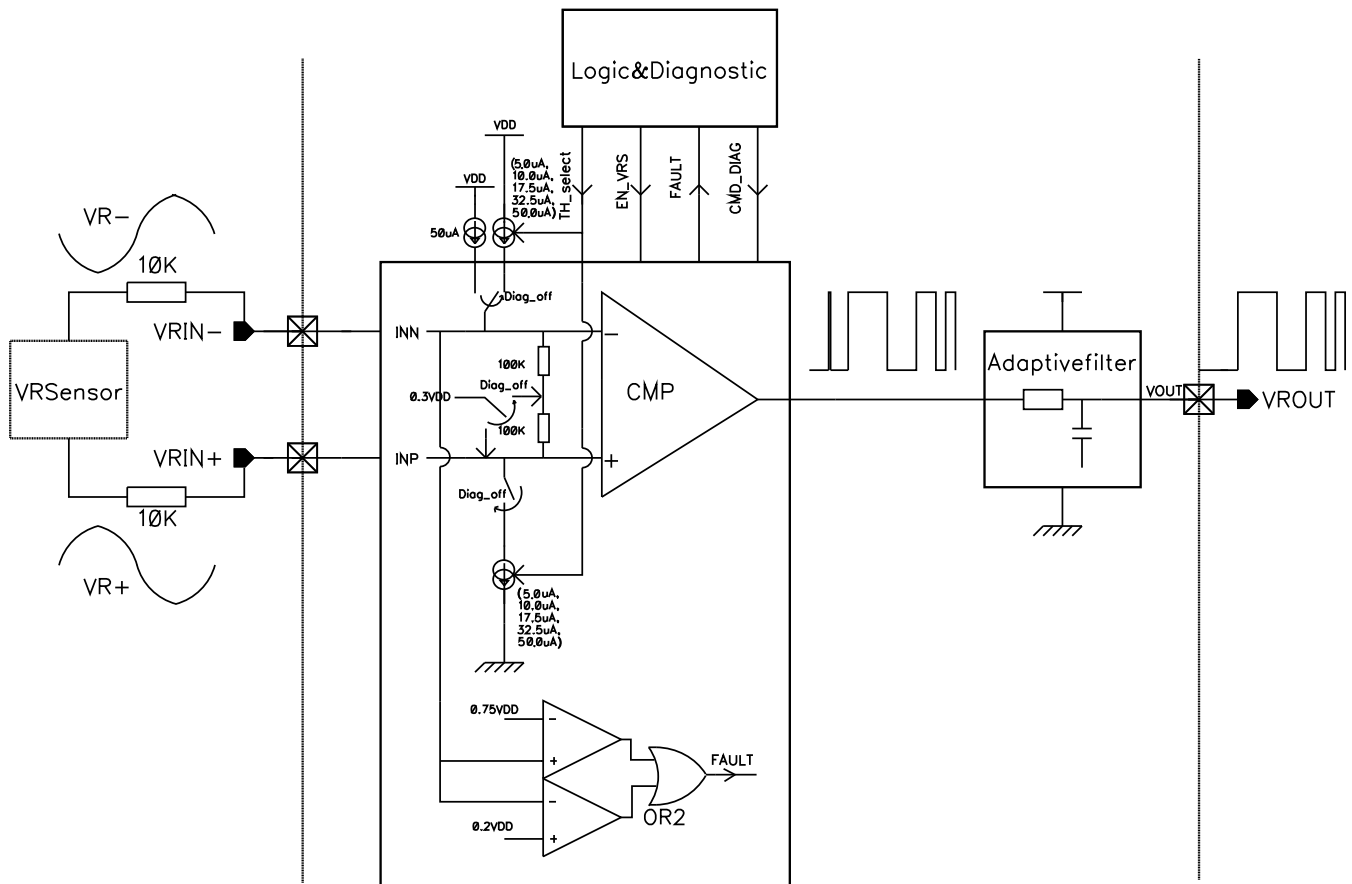 Logic&Diagnostic
VDD
VDD
(5.0uA,
10.0uA,
17.5uA,
32.5uA,
50.0uA)
TH_select
EN_VRS
FAULT
CMD_DIAG
50uA
VR-
10K
VRIN-
INN
Diag_off
VRSensor
100K
Diag_off
0.3VDD
100K
CMP
-
+
VRIN+
INP
Diag_off
10K
VR+
(5.0uA,
10.0uA,
17.5uA,
32.5uA,
50.0uA)
Adaptivefilter
VOUT
VROUT
0.75VDD
-
+
-
0.2VDD
+
FAULT
OR2